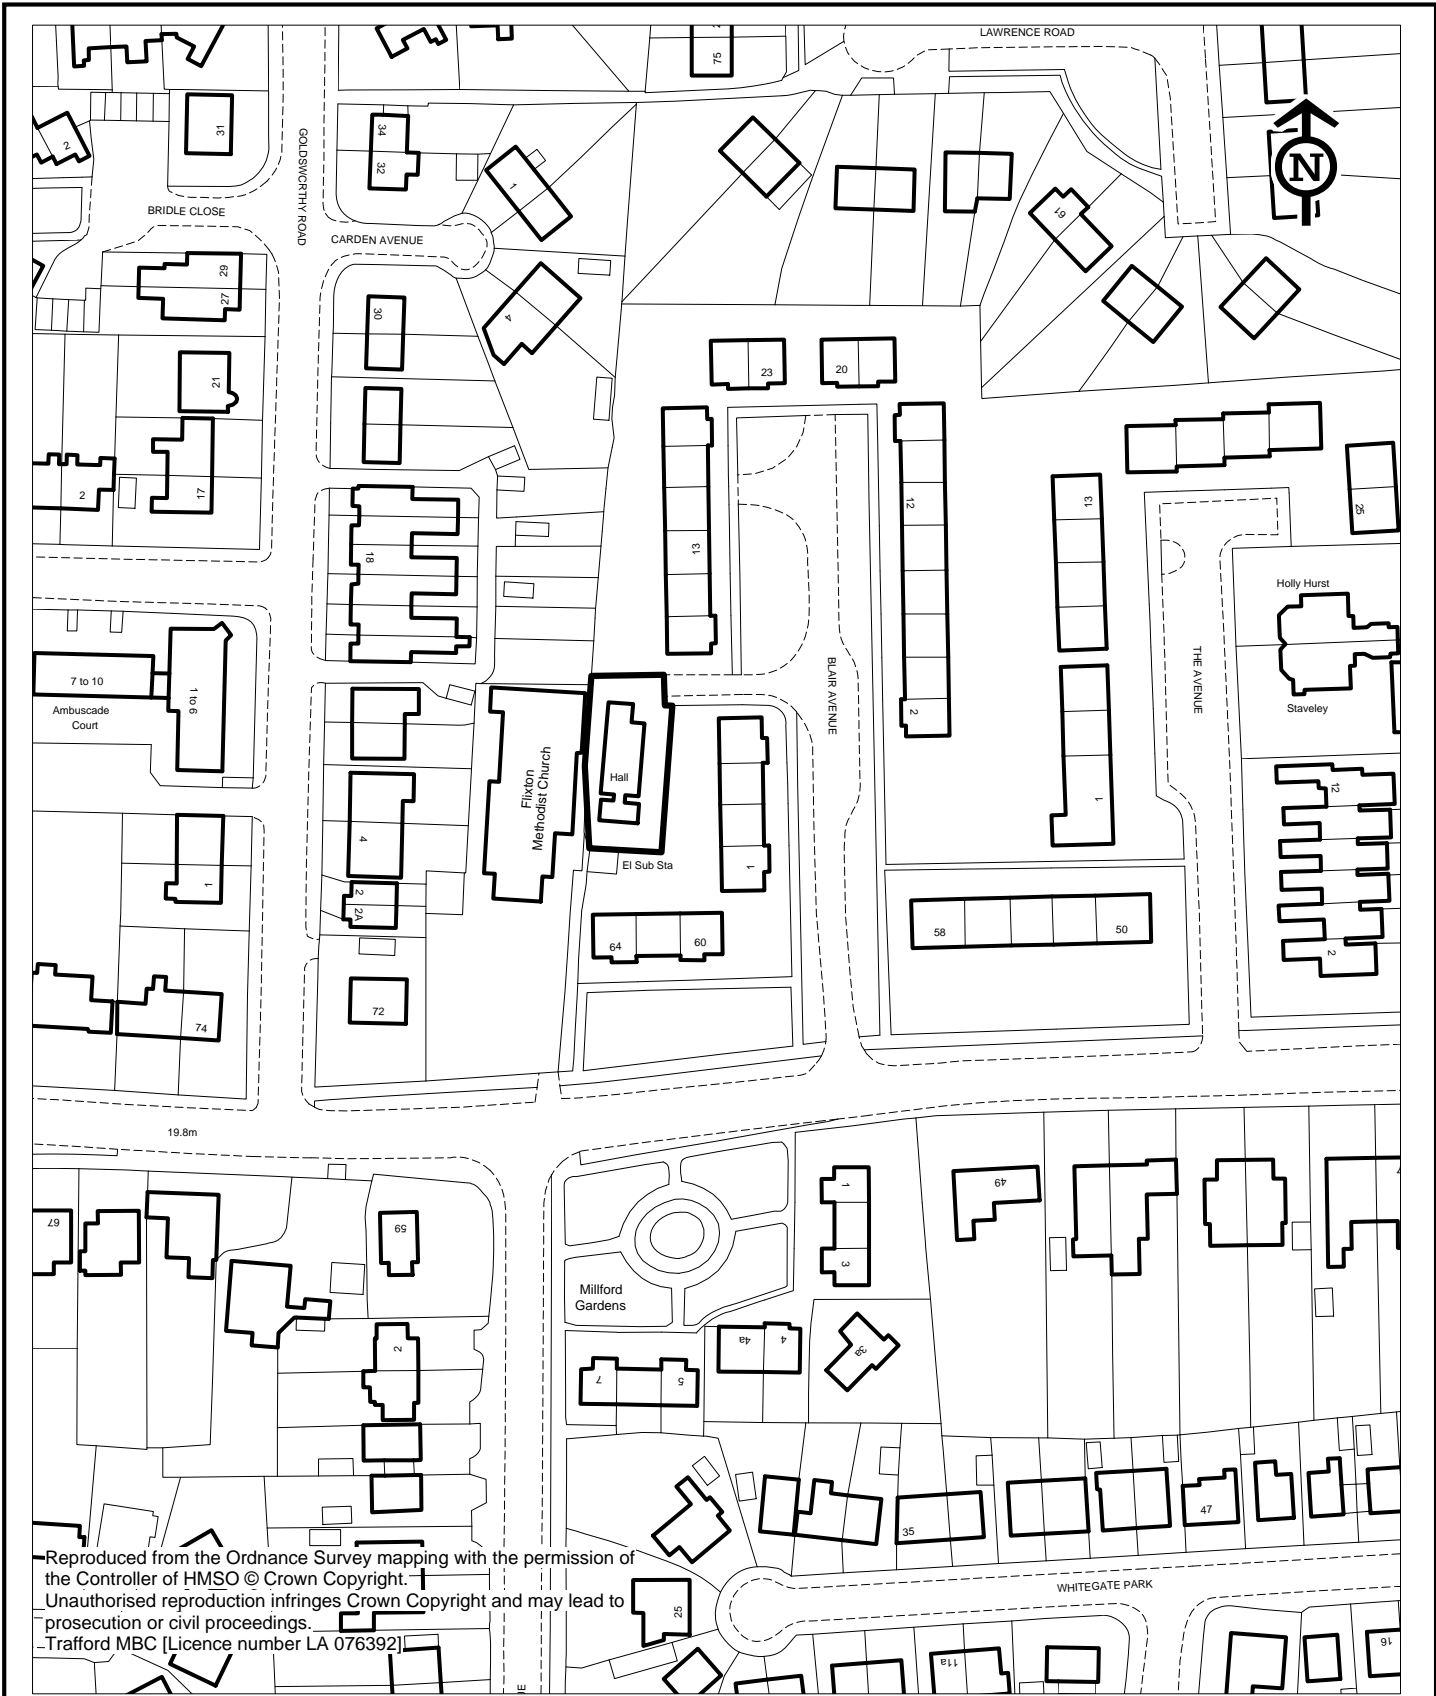 LAWRENCE ROAD
75
31
34
32
2
1
N
GOLDSWORTHY ROAD
61
BRIDLE CLOSE
CARDEN AVENUE
29
27
30
4
21
23
20
2
17
12
13
25
18
13
Holly Hurst
7 to 10
1 to 6
Ambuscade
Court
BLAIR AVENUE
THE AVENUE
Staveley
2
Flixton
Methodist Church
Hall
12
4
1
1
El Sub Sta
1
2
2A
64
60
58
50
2
72
74
19.8m
67
59
1
49
3
Millford
Gardens
2
4a
4
3a
7
5
47
35
Reproduced from the Ordnance Survey mapping with the permission of
the Controller of HMSO © Crown Copyright.
Unauthorised reproduction infringes Crown Copyright and may lead to
prosecution or civil proceedings.
Trafford MBC [Licence number LA 076392]
WHITEGATE PARK
25
11a
16